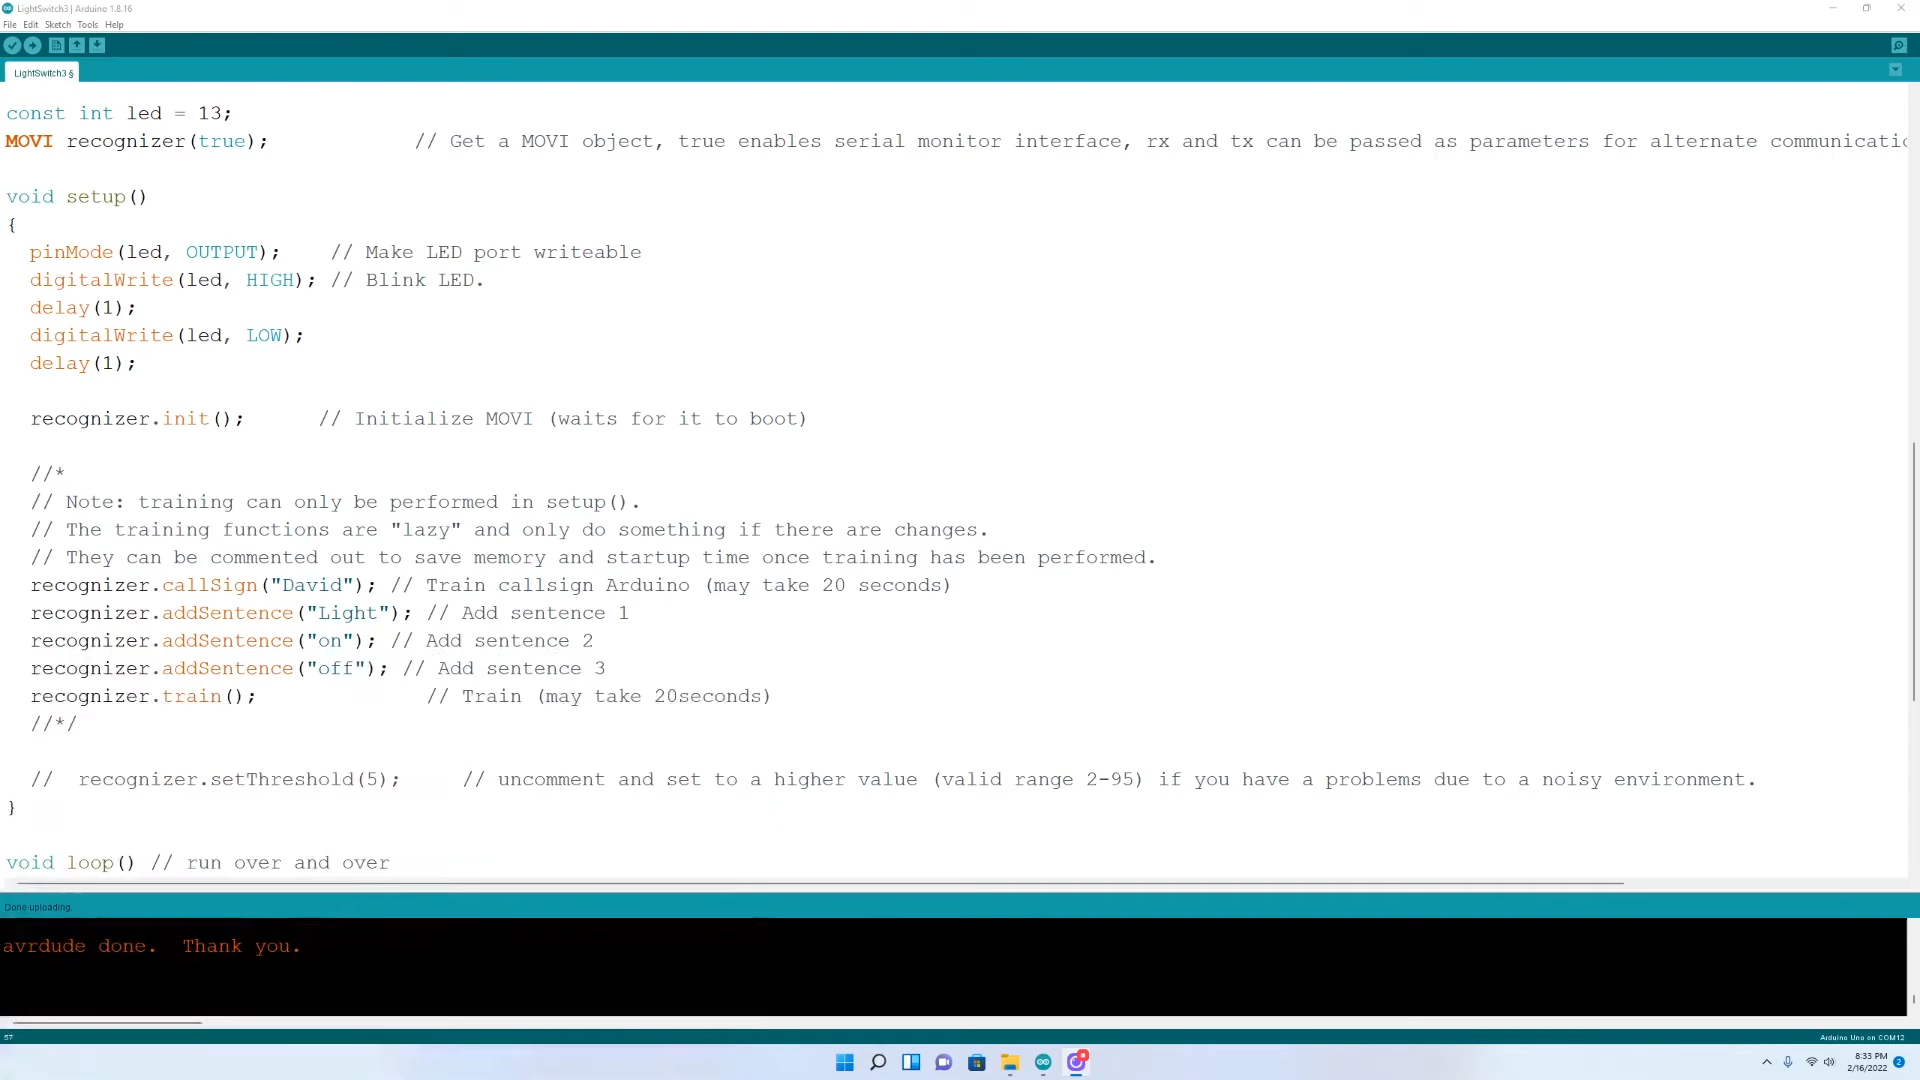 LightSwitch3 | Arduino 1.8.16
File Edit Sketch Tools Help
LightSwitch3 §
const int led = 13;
MOVI recognizer(true); // Get a MOVI object, true enables serial monitor interface, rx and tx can be passed as parameters for alternate communicatio
void setup()
{
pinMode(led, OUTPUT); // Make LED port writeable
digitalWrite(led, HIGH); // Blink LED.
delay(1);
digitalWrite(led, LOW);
delay(1);
recognizer.init(); // Initialize MOVI (waits for it to boot)
//*
// Note: training can only be performed in setup().
// The training functions are "lazy" and only do something if there are changes.
// They can be commented out to save memory and startup time once training has been performed.
recognizer.callSign("David"); // Train callsign Arduino (may take 20 seconds)
recognizer.addSentence("Light"); // Add sentence 1
recognizer.addSentence("on"); // Add sentence 2
recognizer.addSentence("off"); // Add sentence 3
recognizer.train(); // Train (may take 20seconds)
//*/
// recognizer.setThreshold(5); // uncomment and set to a higher value (valid range 2-95) if you have a problems due to a noisy environment.
}
void loop() // run over and over
Done uploading.
avrdude done. Thank you.
57
Arduino Uno on COM12
8:33 PM
2/16/2022
2